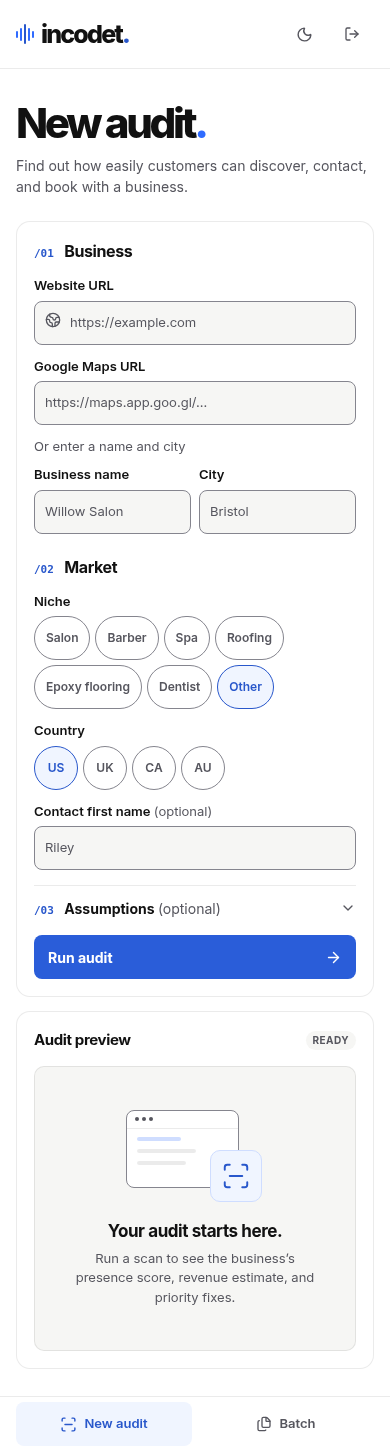 incodet.
New audit.
Find out how easily customers can discover, contact,
and book with a business.
/01 Business
Website URL
https://example.com
Google Maps URL
https://maps.app.goo.gl/...
Or enter a name and city
Business name City
Willow Salon Bristol
/02 Market
Niche
Salon Barber Spa Roofing
Epoxy flooring Dentist Other
Country
US UK CA AU
Contact first name (optional)
Riley
/03 Assumptions (optional)
Run audit
Audit preview READY
Your audit starts here.
Run a scan to see the business’s
presence score, revenue estimate, and
priority fixes.
New audit Batch